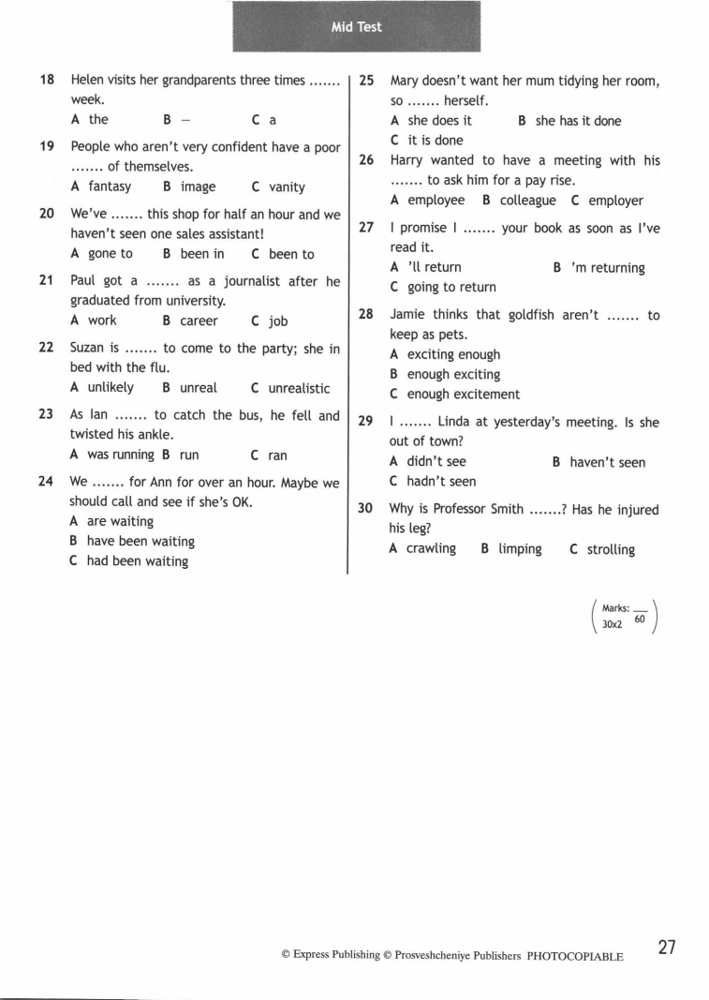 Mid Test
18 Helen visits her grandparents three times .......
week.
A the B – C a
19 People who aren't very confident have a poor
....... of themselves.
A fantasy B image C vanity
20 We've ....... this shop for half an hour and we
haven't seen one sales assistant!
A gone to B been in C been to
21 Paul got a ....... as a journalist after he
graduated from university.
A work B career C job
22 Suzan is ....... to come to the party; she in
bed with the flu.
A unlikely B unreal C unrealistic
23 As Ian ....... to catch the bus, he fell and
twisted his ankle.
A was running B run C ran
24 We ....... for Ann for over an hour. Maybe we
should call and see if she's OK.
A are waiting
B have been waiting
C had been waiting
25 Mary doesn't want her mum tidying her room,
so ....... herself.
A she does it B she has it done
C it is done
26 Harry wanted to have a meeting with his
....... to ask him for a pay rise.
A employee B colleague C employer
27 I promise I ....... your book as soon as I've
read it.
A 'll return B 'm returning
C going to return
28 Jamie thinks that goldfish aren't ....... to
keep as pets.
A exciting enough
B enough exciting
C enough excitement
29 I ....... Linda at yesterday's meeting. Is she
out of town?
A didn't see B haven't seen
C hadn't seen
30 Why is Professor Smith .......? Has he injured
his leg?
A crawling B limping C strolling
Marks: __
30x2 60
© Express Publishing © Prosveshcheniye Publishers PHOTOCOPIABLE
27